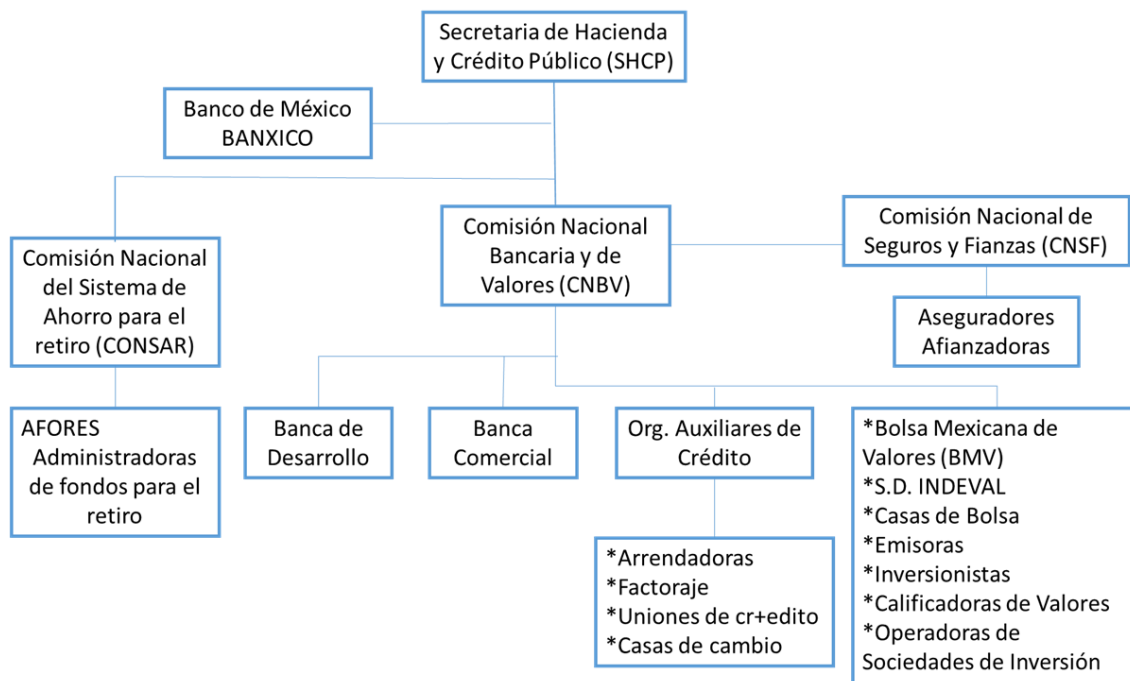 Secretaria de Hacienda
y Crédito Público (SHCP)
Banco de México
BANXICO
Comisión Nacional
del Sistema de
Ahorro para el
retiro (CONSAR)
Comisión Nacional
Bancaria y de
Valores (CNBV)
Comisión Nacional de
Seguros y Fianzas (CNSF)
Aseguradores
Afianzadoras
AFORES
Administradoras
de fondos para el
retiro
Banca de
Desarrollo
Banca
Comercial
Org. Auxiliares de
Crédito
*Arrendadoras
*Factoraje
*Uniones de cr+edito
*Casas de cambio
*Bolsa Mexicana de
Valores (BMV)
*S.D. INDEVAL
*Casas de Bolsa
*Emisoras
*Inversionistas
*Calificadoras de Valores
*Operadoras de
Sociedades de Inversión